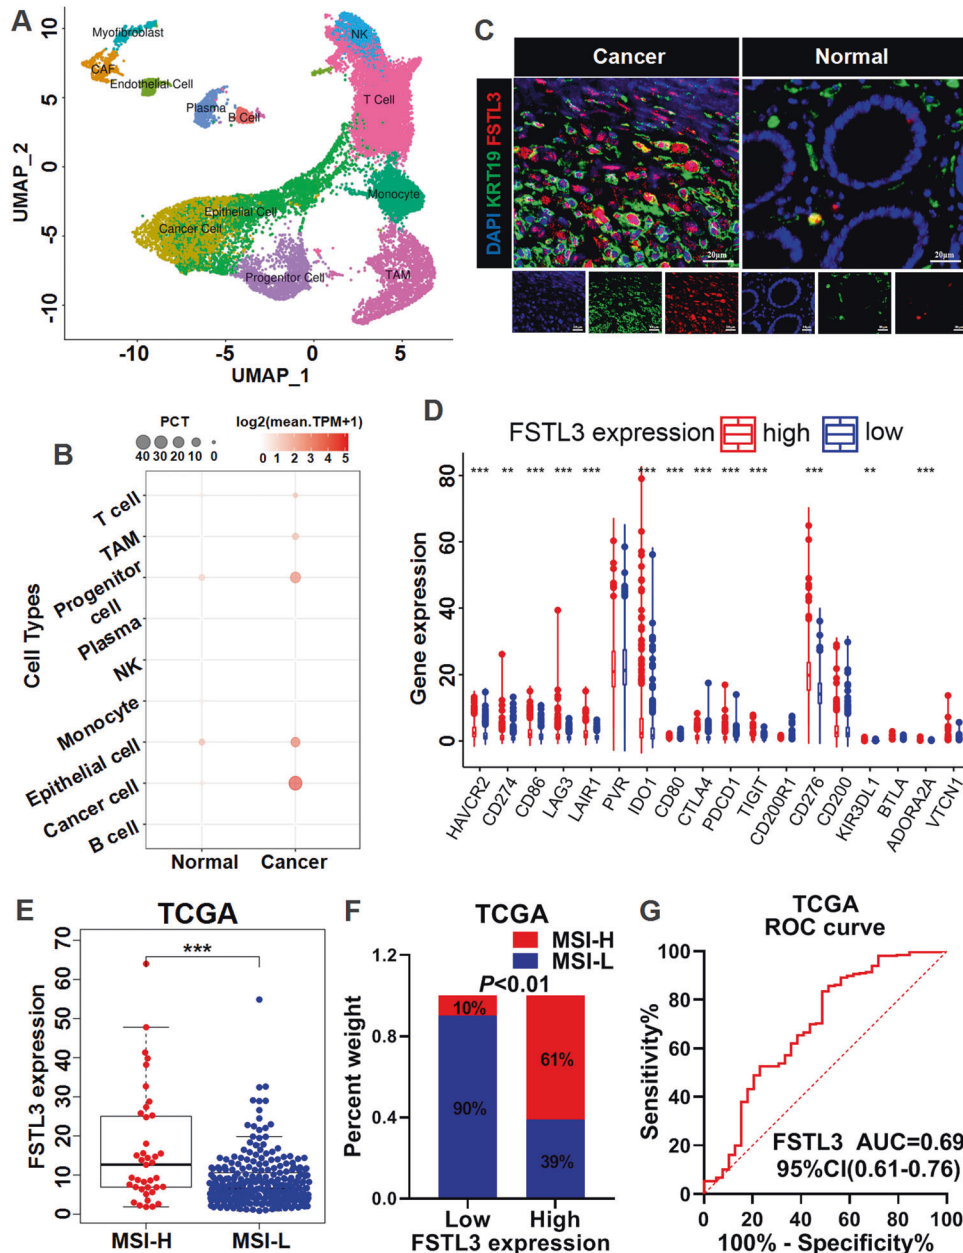 A
10
5
0
-5
-10
UMAP_2
-10
-5
0
5
UMAP_1
Myofibroblast
CAF
Endothelial Cell
Plasma
B Cell
NK
T Cell
Monocyte
Epithelial Cell
Cancer Cell
Progenitor Cell
TAM
B
PCT
40 30 20 10 0
log2(mean.TPM+1)
0 1 2 3 4 5
Cell Types
T cell
TAM
Progenitor
cell
Plasma
NK
Monocyte
Epithelial cell
Cancer cell
B cell
Normal
Cancer
C
Cancer
Normal
DAPI KRT19 FSTL3
20μm
20μm
D
FSTL3 expression high low
Gene expression
80
60
40
20
0
*** ** *** *** *** *** *** *** *** *** *** ** ***
HAVCR2
CD274
CD86
LAG3
LAIR1
PVR
IDO1
CD80
CTLA4
PDCD1
TIGIT
CD200R1
CD276
CD200
KIR3DL1
BTLA
ADORA2A
VTCN1
E
TCGA
***
FSTL3 expression
70
60
50
40
30
20
10
0
MSI-H
MSI-L
F
TCGA
MSI-H
MSI-L
P<0.01
Percent weight
1.2
0.8
0.4
0.0
10%
90%
61%
39%
Low
High
FSTL3 expression
G
TCGA
ROC curve
Sensitivity%
100
80
60
40
20
0
FSTL3 AUC=0.69
95%CI(0.61-0.76)
0 20 40 60 80 100
100% - Specificity%